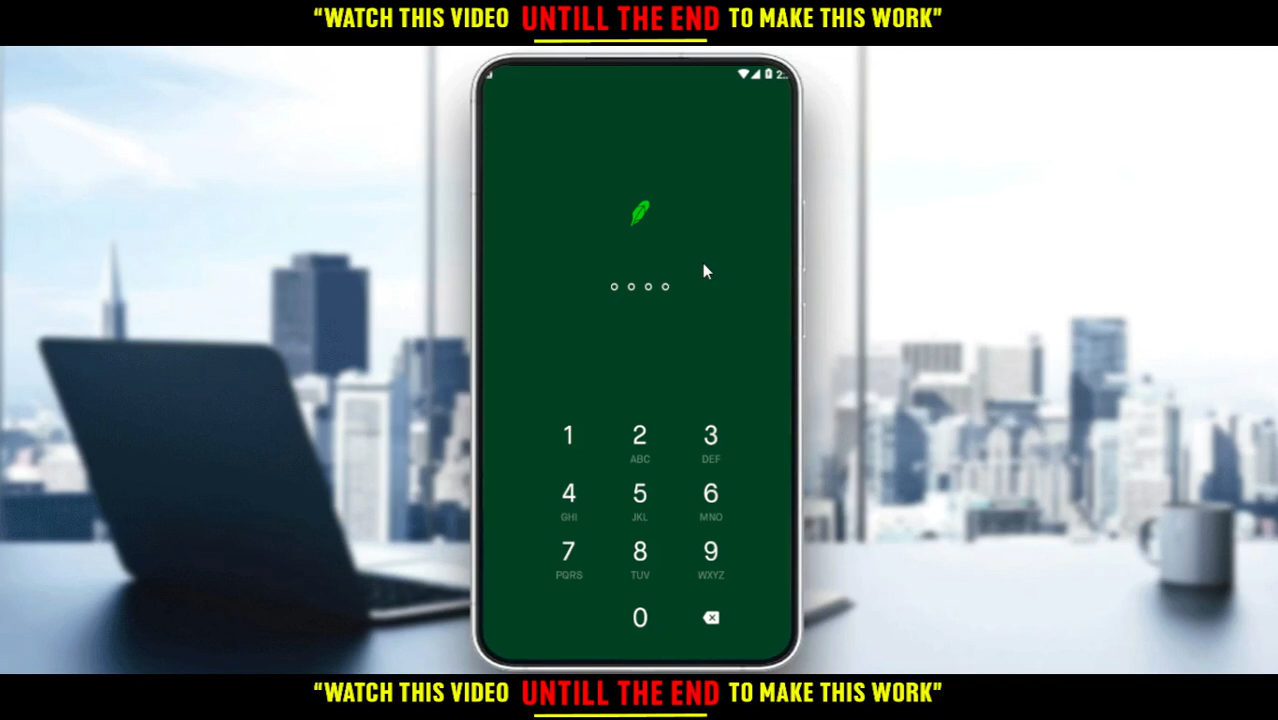 "WATCH THIS VIDEO UNTILL THE END TO MAKE THIS WORK"
2:
1 2 3
ABC DEF
4 5 6
GHI JKL MNO
7 8 9
PQRS TUV WXYZ
0
"WATCH THIS VIDEO UNTILL THE END TO MAKE THIS WORK"